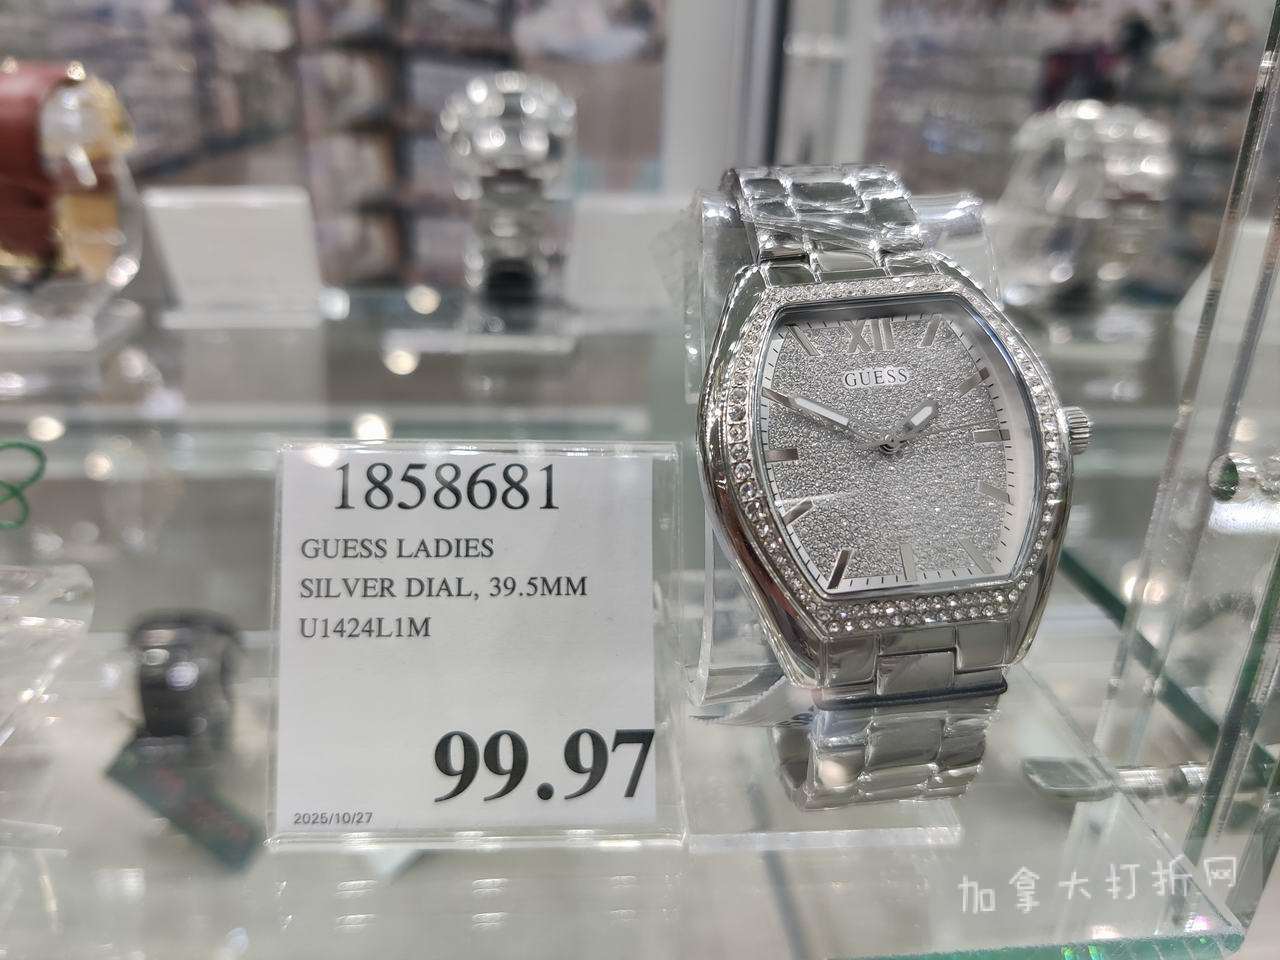 XII
GUESS
1858681
GUESS LADIES
SILVER DIAL, 39.5MM
U1424L1M
99.97
2025/10/27
加拿大打折网